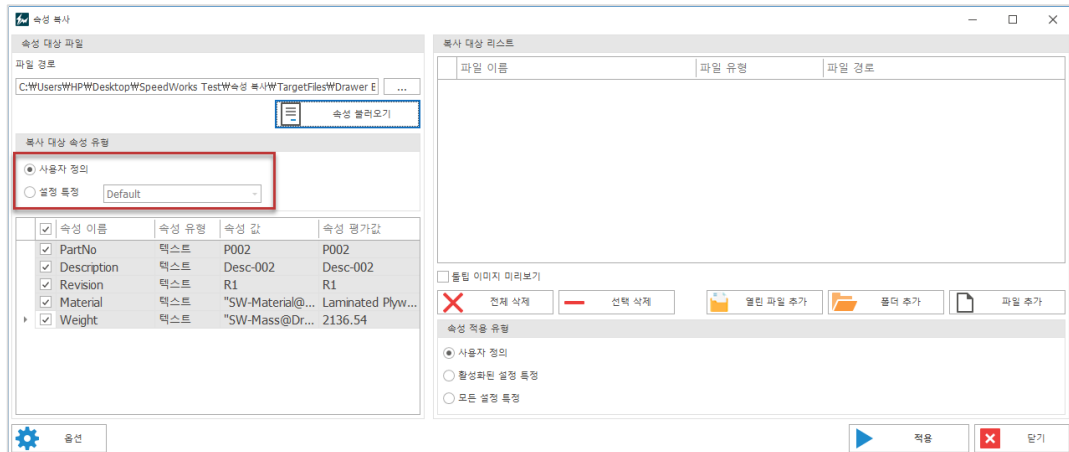 속성 복사
속성 대상 파일
파일 경로
C:₩Users₩HP₩Desktop₩SpeedWorks Test₩속성 복사₩TargetFiles₩Drawer E
...
속성 불러오기
복사 대상 속성 유형
사용자 정의
설정 특정 Default
속성 이름 속성 유형 속성 값 속성 평가값
PartNo 텍스트 P002 P002
Description 텍스트 Desc-002 Desc-002
Revision 텍스트 R1 R1
Material 텍스트 "SW-Material@... Laminated Plyw...
Weight 텍스트 "SW-Mass@Dr... 2136.54
옵션
복사 대상 리스트
파일 이름 파일 유형 파일 경로
툴팁 이미지 미리보기
전체 삭제 선택 삭제 열린 파일 추가 폴더 추가 파일 추가
속성 적용 유형
사용자 정의
활성화된 설정 특정
모든 설정 특정
적용 닫기